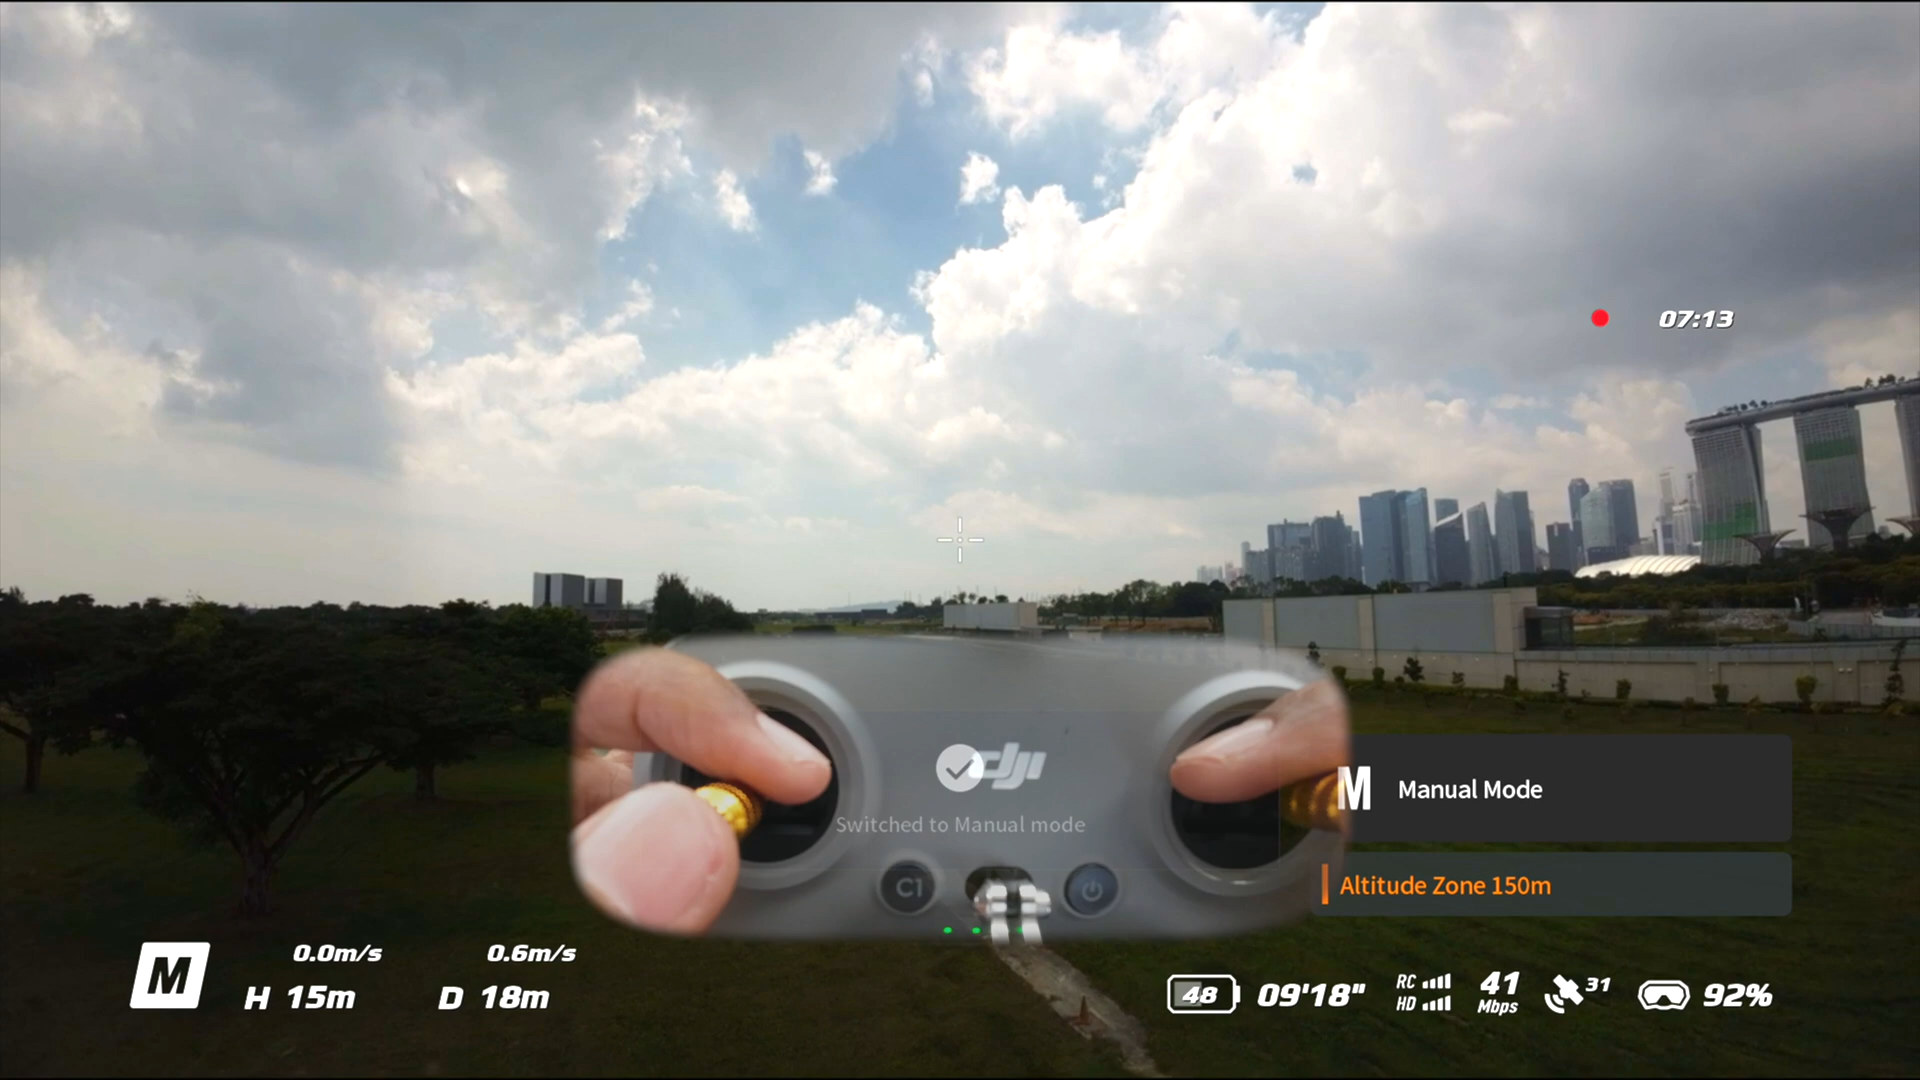 07:13
dji
Switched to Manual mode
M Manual Mode
C1
Altitude Zone 150m
M
0.0m/s 0.6m/s
H 15m D 18m
48 09'18"
RC
HD
41
Mbps
31
92%